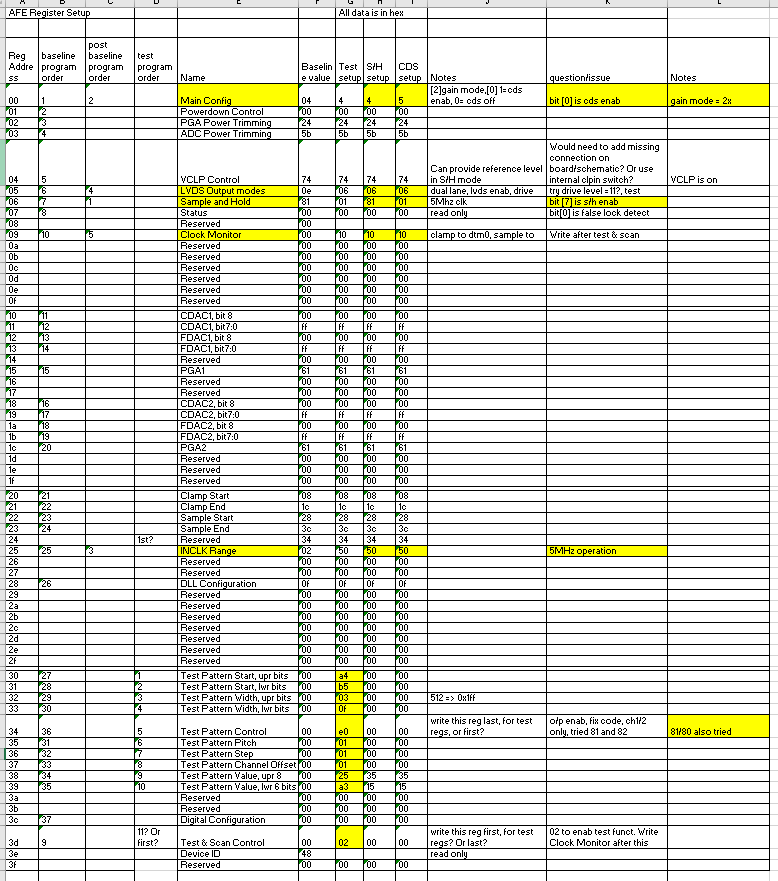 A B C D E F G H I J K L
AFE Register Setup All data is in hex
Reg Addre ss baseline program order post baseline program order test program order Name Baselin e value Test setup S/H setup CDS setup Notes question/issue Notes
00 1 2 Main Config 04 4 4 5 [2]gain mode,[0] 1=cds enab, 0= cds off bit [0] is cds enab gain mode = 2x
01 2 Powerdown Control 00 00 00 00
02 3 PGA Power Trimming 24 24 24 24
03 4 ADC Power Trimming 5b 5b 5b 5b
04 5 VCLP Control 74 74 74 74 Can provide reference level in S/H mode Would need to add missing connection on board/schematic? Or use internal clpin switch? VCLP is on
05 6 4 LVDS Output modes 0e 06 06 06 dual lane, lvds enab, drive try drive level =11?, test
06 7 1 Sample and Hold 81 01 81 01 5Mhz clk bit [7] is s/h enab
07 8 Status 00 00 00 00 read only bit[0] is false lock detect
08 Reserved 00
09 10 5 Clock Monitor 00 10 10 10 clamp to dtm0, sample to Write after test & scan
0a Reserved 00 00 00 00
0b Reserved 00 00 00 00
0c Reserved 00 00 00 00
0d Reserved 00 00 00 00
0e Reserved 00 00 00 00
0f Reserved 00 00 00 00
10 11 CDAC1, bit 8 00 00 00 00
11 12 CDAC1, bit7:0 ff ff ff ff
12 13 FDAC1, bit 8 00 00 00 00
13 14 FDAC1, bit7:0 ff ff ff ff
14 Reserved 00 00 00 00
15 15 PGA1 61 61 61 61
16 Reserved 00 00 00 00
17 Reserved 00 00 00 00
18 16 CDAC2, bit 8 00 00 00 00
19 17 CDAC2, bit7:0 ff ff ff ff
1a 18 FDAC2, bit 8 00 00 00 00
1b 19 FDAC2, bit7:0 ff ff ff ff
1c 20 PGA2 61 61 61 61
1d Reserved 00 00 00 00
1e Reserved 00 00 00 00
1f Reserved 00 00 00 00
20 21 Clamp Start 08 08 08 08
21 22 Clamp End 1c 1c 1c 1c
22 23 Sample Start 28 28 28 28
23 24 Sample End 3c 3c 3c 3c
24 1st? Reserved 34 34 34 34
25 25 3 INCLK Range 02 50 50 50 5MHz operation
26 Reserved 00 00 00 00
27 Reserved 00 00 00 00
28 26 DLL Configuration 0f 0f 0f 0f
29 Reserved 00 00 00 00
2a Reserved 00 00 00 00
2b Reserved 00 00 00 00
2c Reserved 00 00 00 00
2d Reserved 00 00 00 00
2e Reserved 00 00 00 00
2f Reserved 00 00 00 00
30 27 1 Test Pattern Start, upr bits 00 a4 00 00
31 28 2 Test Pattern Start, lwr bits 00 b5 00 00
32 29 3 Test Pattern Width, upr bits 00 03 00 00 512 => 0x1ff
33 30 4 Test Pattern Width, lwr bits 00 0f 00 00
34 36 5 Test Pattern Control 00 e0 00 00 write this reg last, for test regs, or first? o/p enab, fix code, ch1/2 only, tried 81 and 82 81/80 also tried
35 31 6 Test Pattern Pitch 00 01 00 00
36 32 7 Test Pattern Step 00 01 00 00
37 33 8 Test Pattern Channel Offset 00 01 00 00
38 34 9 Test Pattern Value, upr 8 00 25 35 35
39 35 10 Test Pattern Value, lwr 6 bits 00 a3 15 15
3a Reserved 00 00 00 00
3b Reserved 00 00 00 00
3c 37 Digital Configuration 00 00 00 00
3d 9 11? Or first? Test & Scan Control 00 02 00 00 write this reg first, for test regs? Or last? 02 to enab test funct. Write Clock Monitor after this
3e Device ID 48 read only
3f Reserved 00 00 00 00